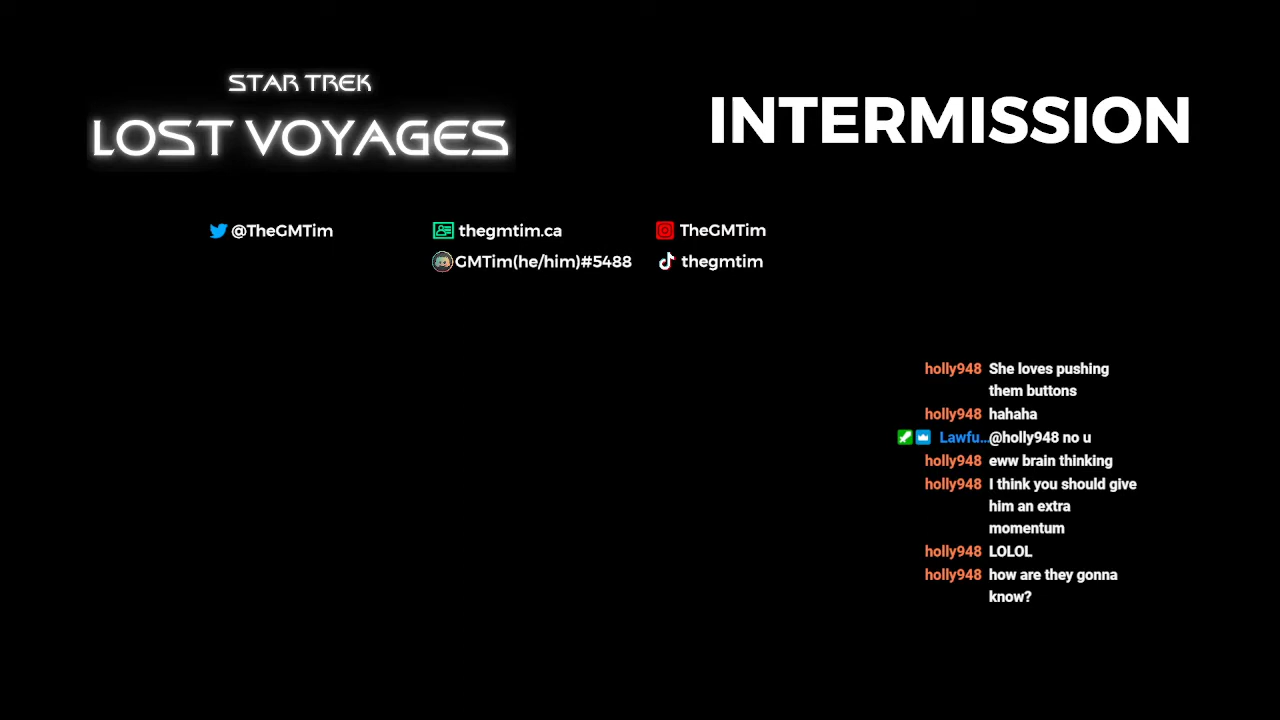 STAR TREK
LOST VOYAGES
INTERMISSION
@TheGMTim
thegmtim.ca
TheGMTim
GMTim(he/him)#5488
thegmtim
holly948 She loves pushing
them buttons
holly948 hahaha
Lawfu... @holly948 no u
holly948 eww brain thinking
holly948 I think you should give
him an extra
momentum
holly948 LOLOL
holly948 how are they gonna
know?